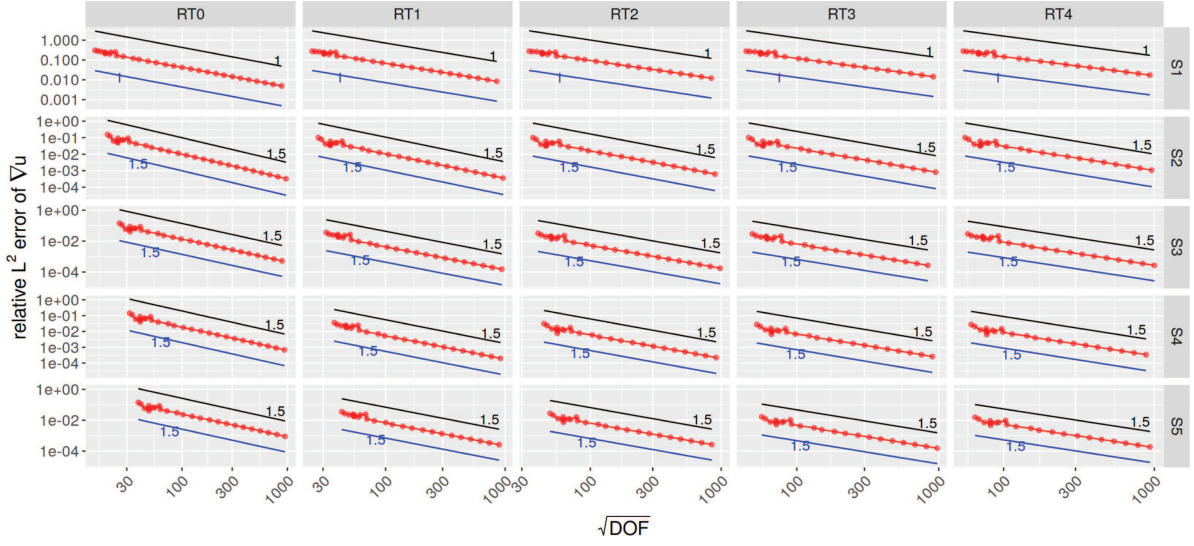 RT0 RT1 RT2 RT3 RT4
relative L² error of ∇u
1.000
0.100
0.010
0.001
1 1 1 1 1
1 1 1 1 1
S1
1e+00
1e-01
1e-02
1e-03
1e-04
1.5 1.5 1.5 1.5 1.5
1.5 1.5 1.5 1.5 1.5
S2
1e+00
1e-02
1e-04
1.5 1.5 1.5 1.5 1.5
1.5 1.5 1.5 1.5 1.5
S3
1e+00
1e-01
1e-02
1e-03
1e-04
1.5 1.5 1.5 1.5 1.5
1.5 1.5 1.5 1.5 1.5
S4
1e+00
1e-02
1e-04
1.5 1.5 1.5 1.5 1.5
1.5 1.5 1.5 1.5 1.5
S5
30 100 300 1000 30 100 300 1000 30 100 300 1000 100 300 1000 100 300 1000
√DOF